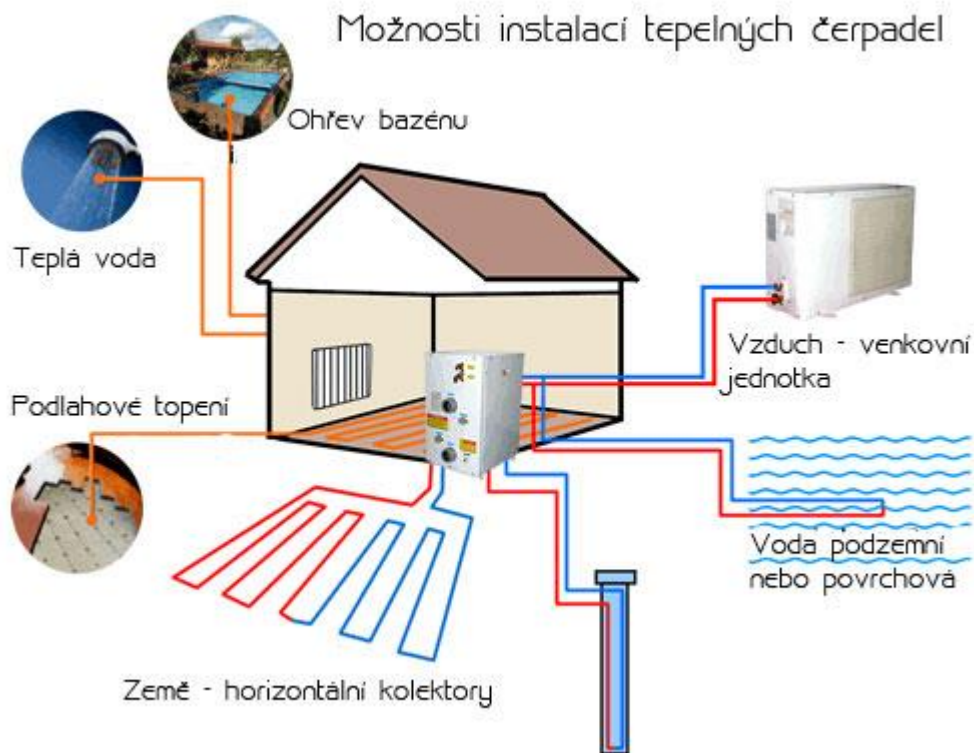 Možnosti instalací tepelných čerpadel
Ohřev bazénu
Teplá voda
Vzduch - venkovní
jednotka
Podlahové topení
Voda podzemní
nebo povrchová
Země - horizontální kolektory